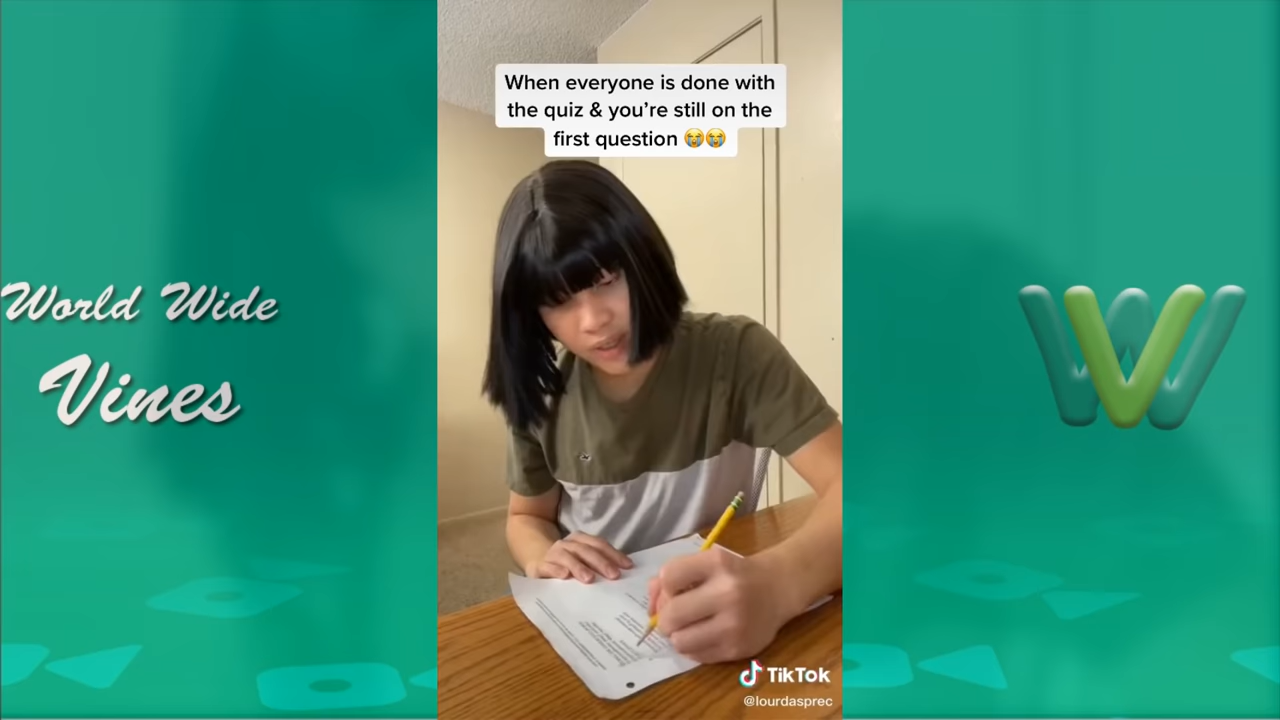 When everyone is done with
the quiz & you're still on the
first question 😭😭
World Wide
Vines
WV
TikTok
@lourdasprec